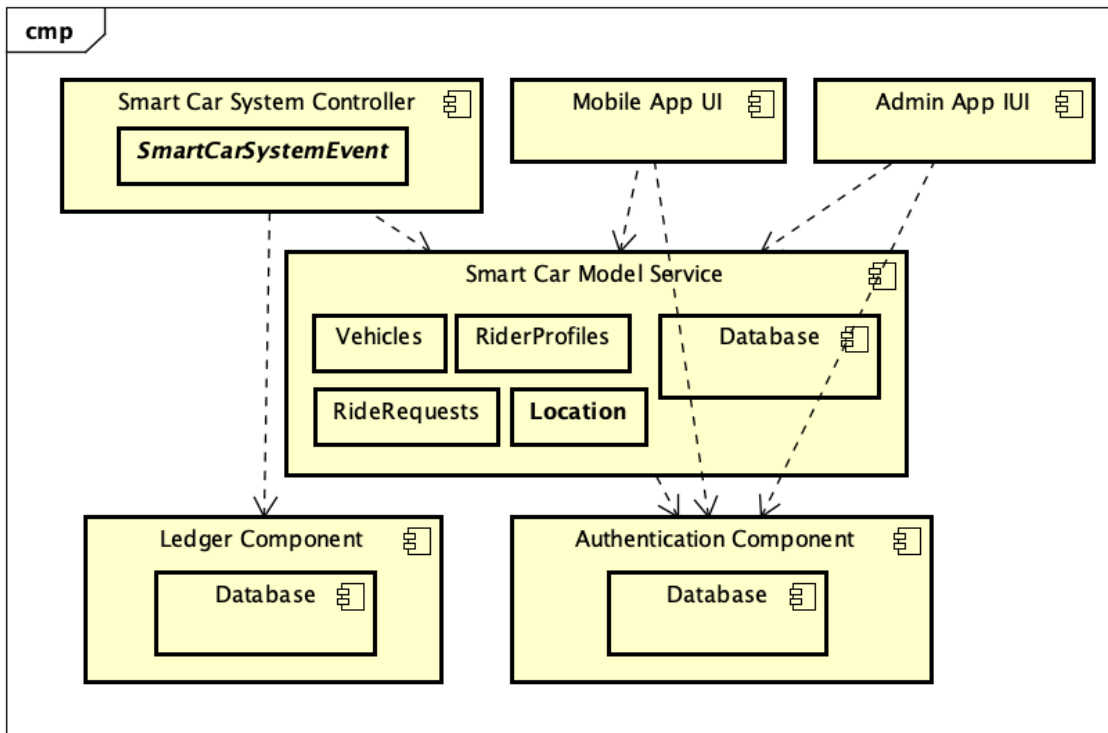 cmp
Smart Car System Controller
SmartCarSystemEvent
Mobile App UI
Admin App IUI
Smart Car Model Service
Vehicles
RiderProfiles
Database
RideRequests
Location
Ledger Component
Database
Authentication Component
Database